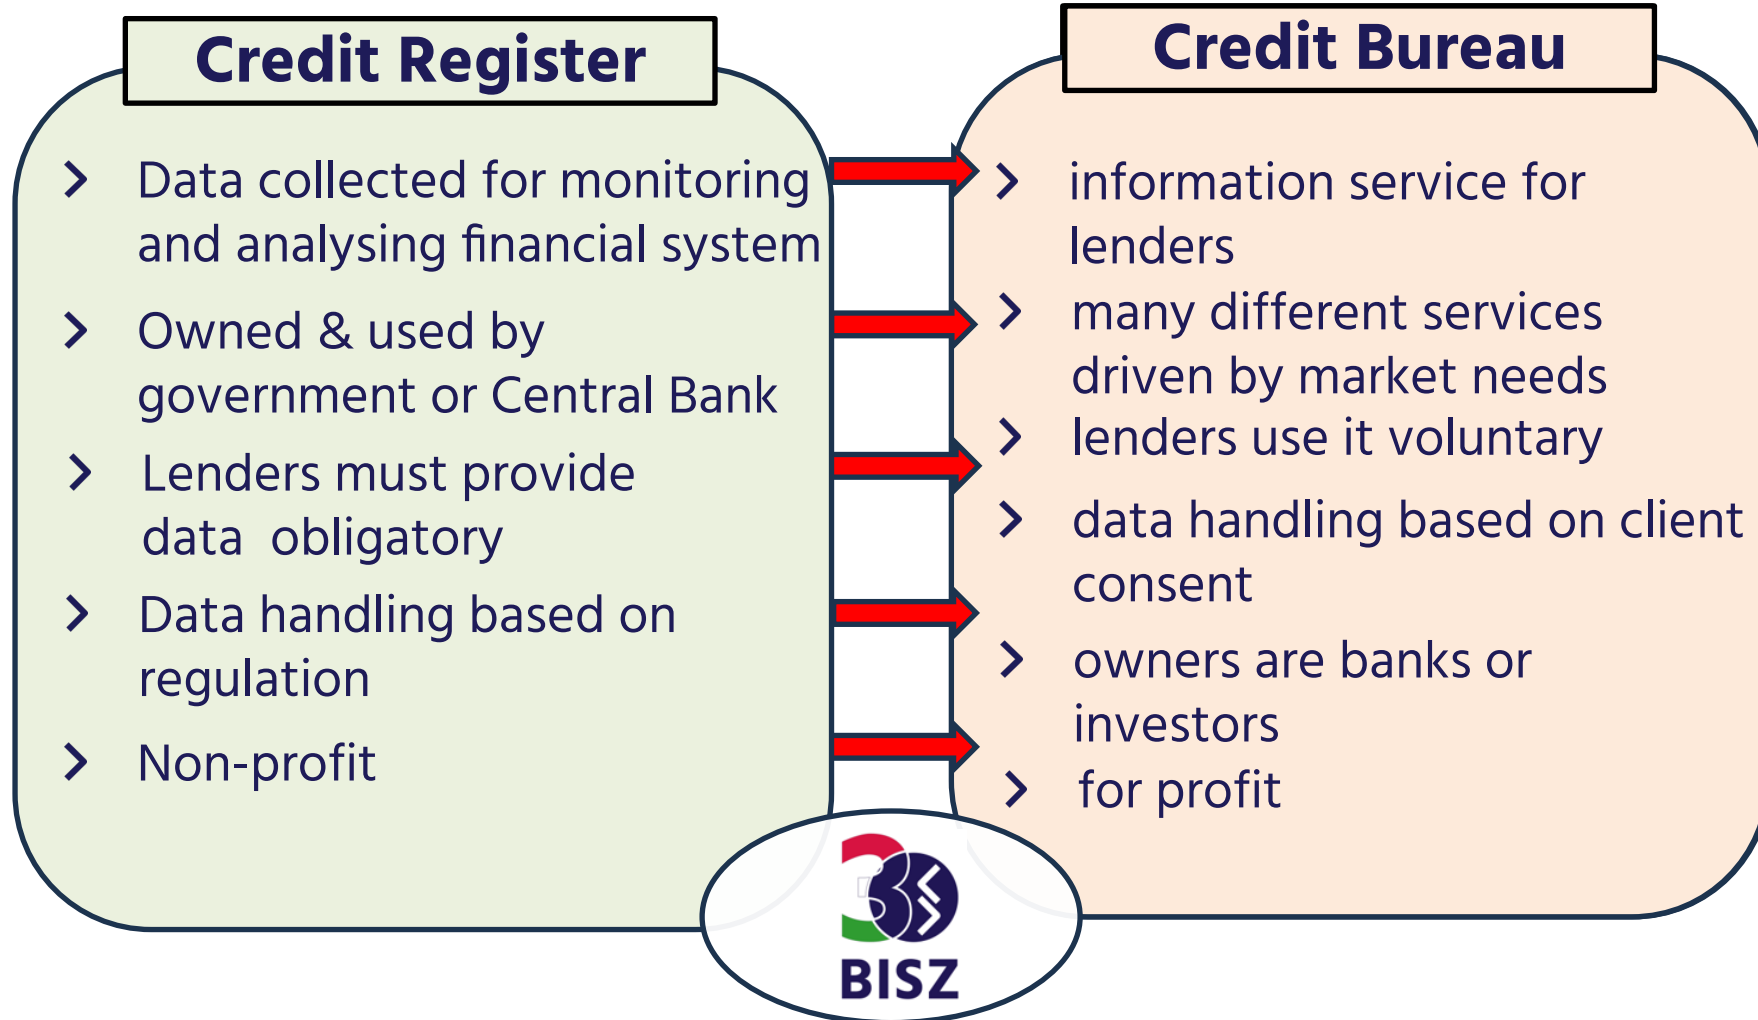 Credit Register
Data collected for monitoring
and analysing financial system
Owned & used by
government or Central Bank
Lenders must provide
data obligatory
Data handling based on
regulation
Non-profit
Credit Bureau
information service for
lenders
many different services
driven by market needs
lenders use it voluntary
data handling based on client
consent
owners are banks or
investors
for profit
30
BISZ